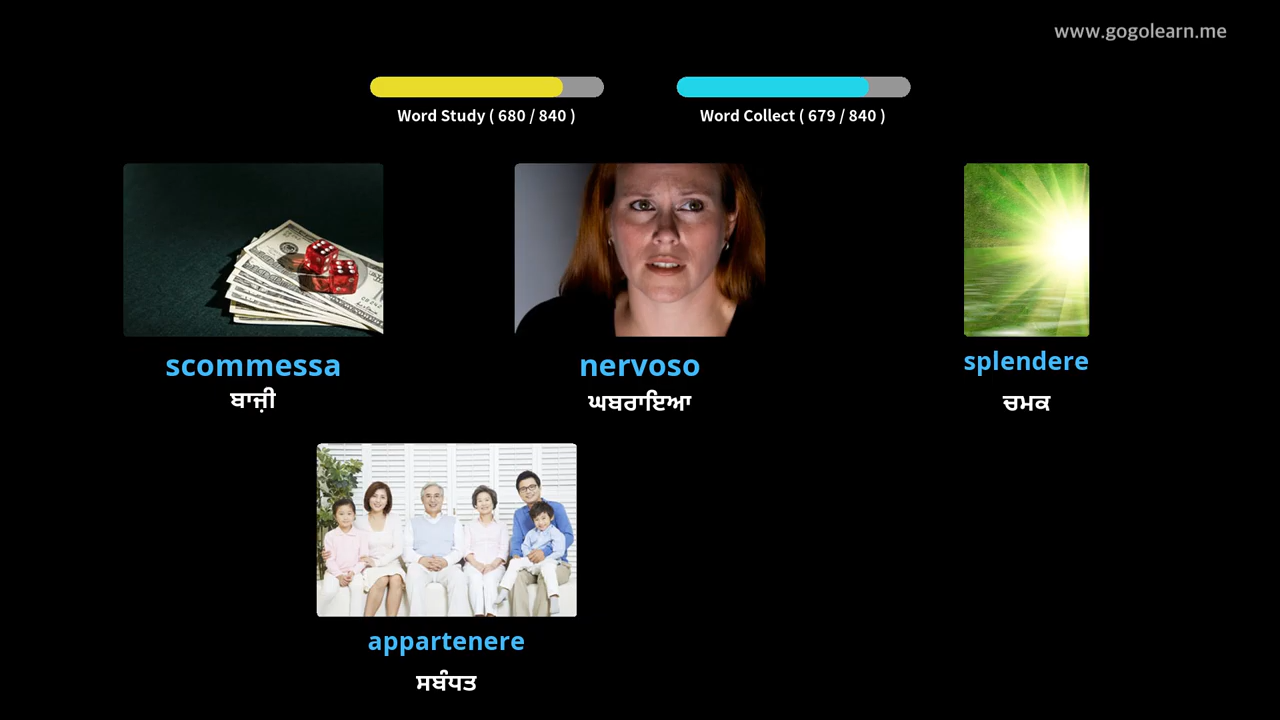 www.gogolearn.me
Word Study ( 680 / 840 )
Word Collect ( 679 / 840 )
scommessa
ਬਾਜ਼ੀ
nervoso
ਘਬਰਾਇਆ
splendere
ਚਮਕ
appartenere
ਸਬੰਧਤ